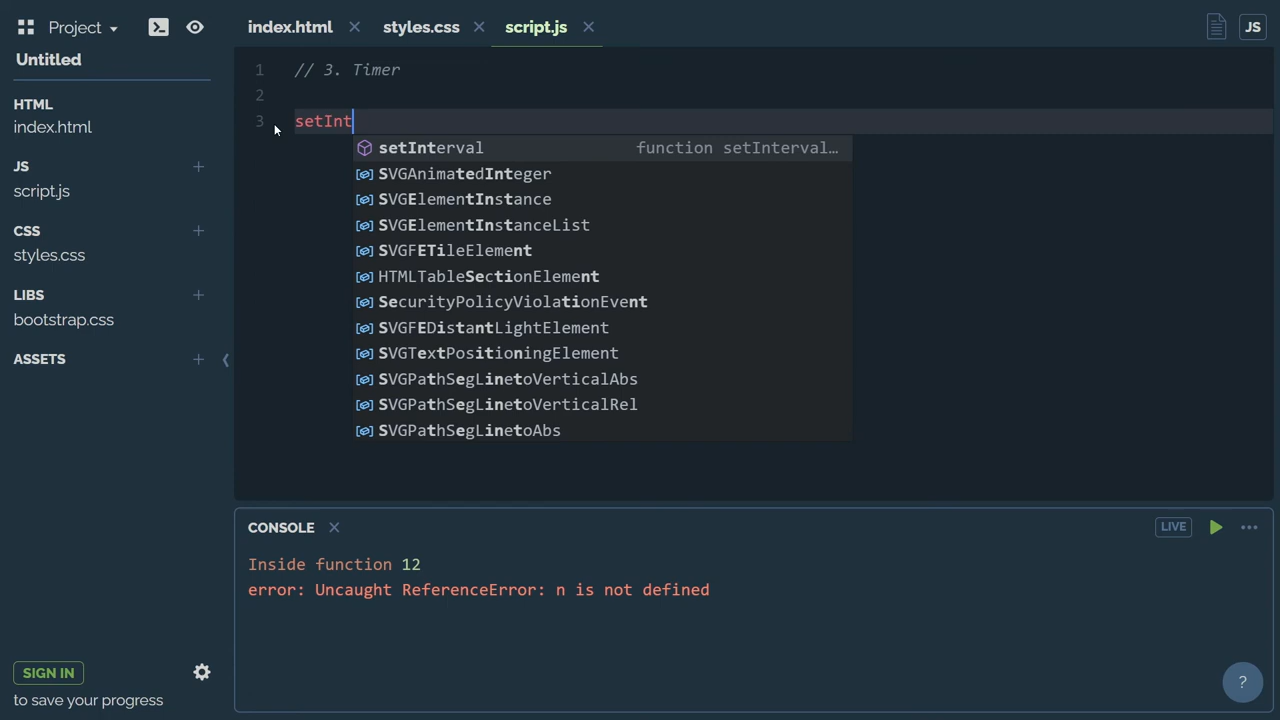 Project
index.html
styles.css
script.js
JS
Untitled
HTML
index.html
JS
script.js
CSS
styles.css
LIBS
bootstrap.css
ASSETS
SIGN IN
to save your progress
1 // 3. Timer
2
3 setInt
setInterval function setInterval…
SVGAnimatedInteger
SVGElementInstance
SVGElementInstanceList
SVGFETileElement
HTMLTableSectionElement
SecurityPolicyViolationEvent
SVGFEDistantLightElement
SVGTextPositioningElement
SVGPathSegLinetoVerticalAbs
SVGPathSegLinetoVerticalRel
SVGPathSegLinetoAbs
CONSOLE
LIVE
Inside function 12
error: Uncaught ReferenceError: n is not defined
?